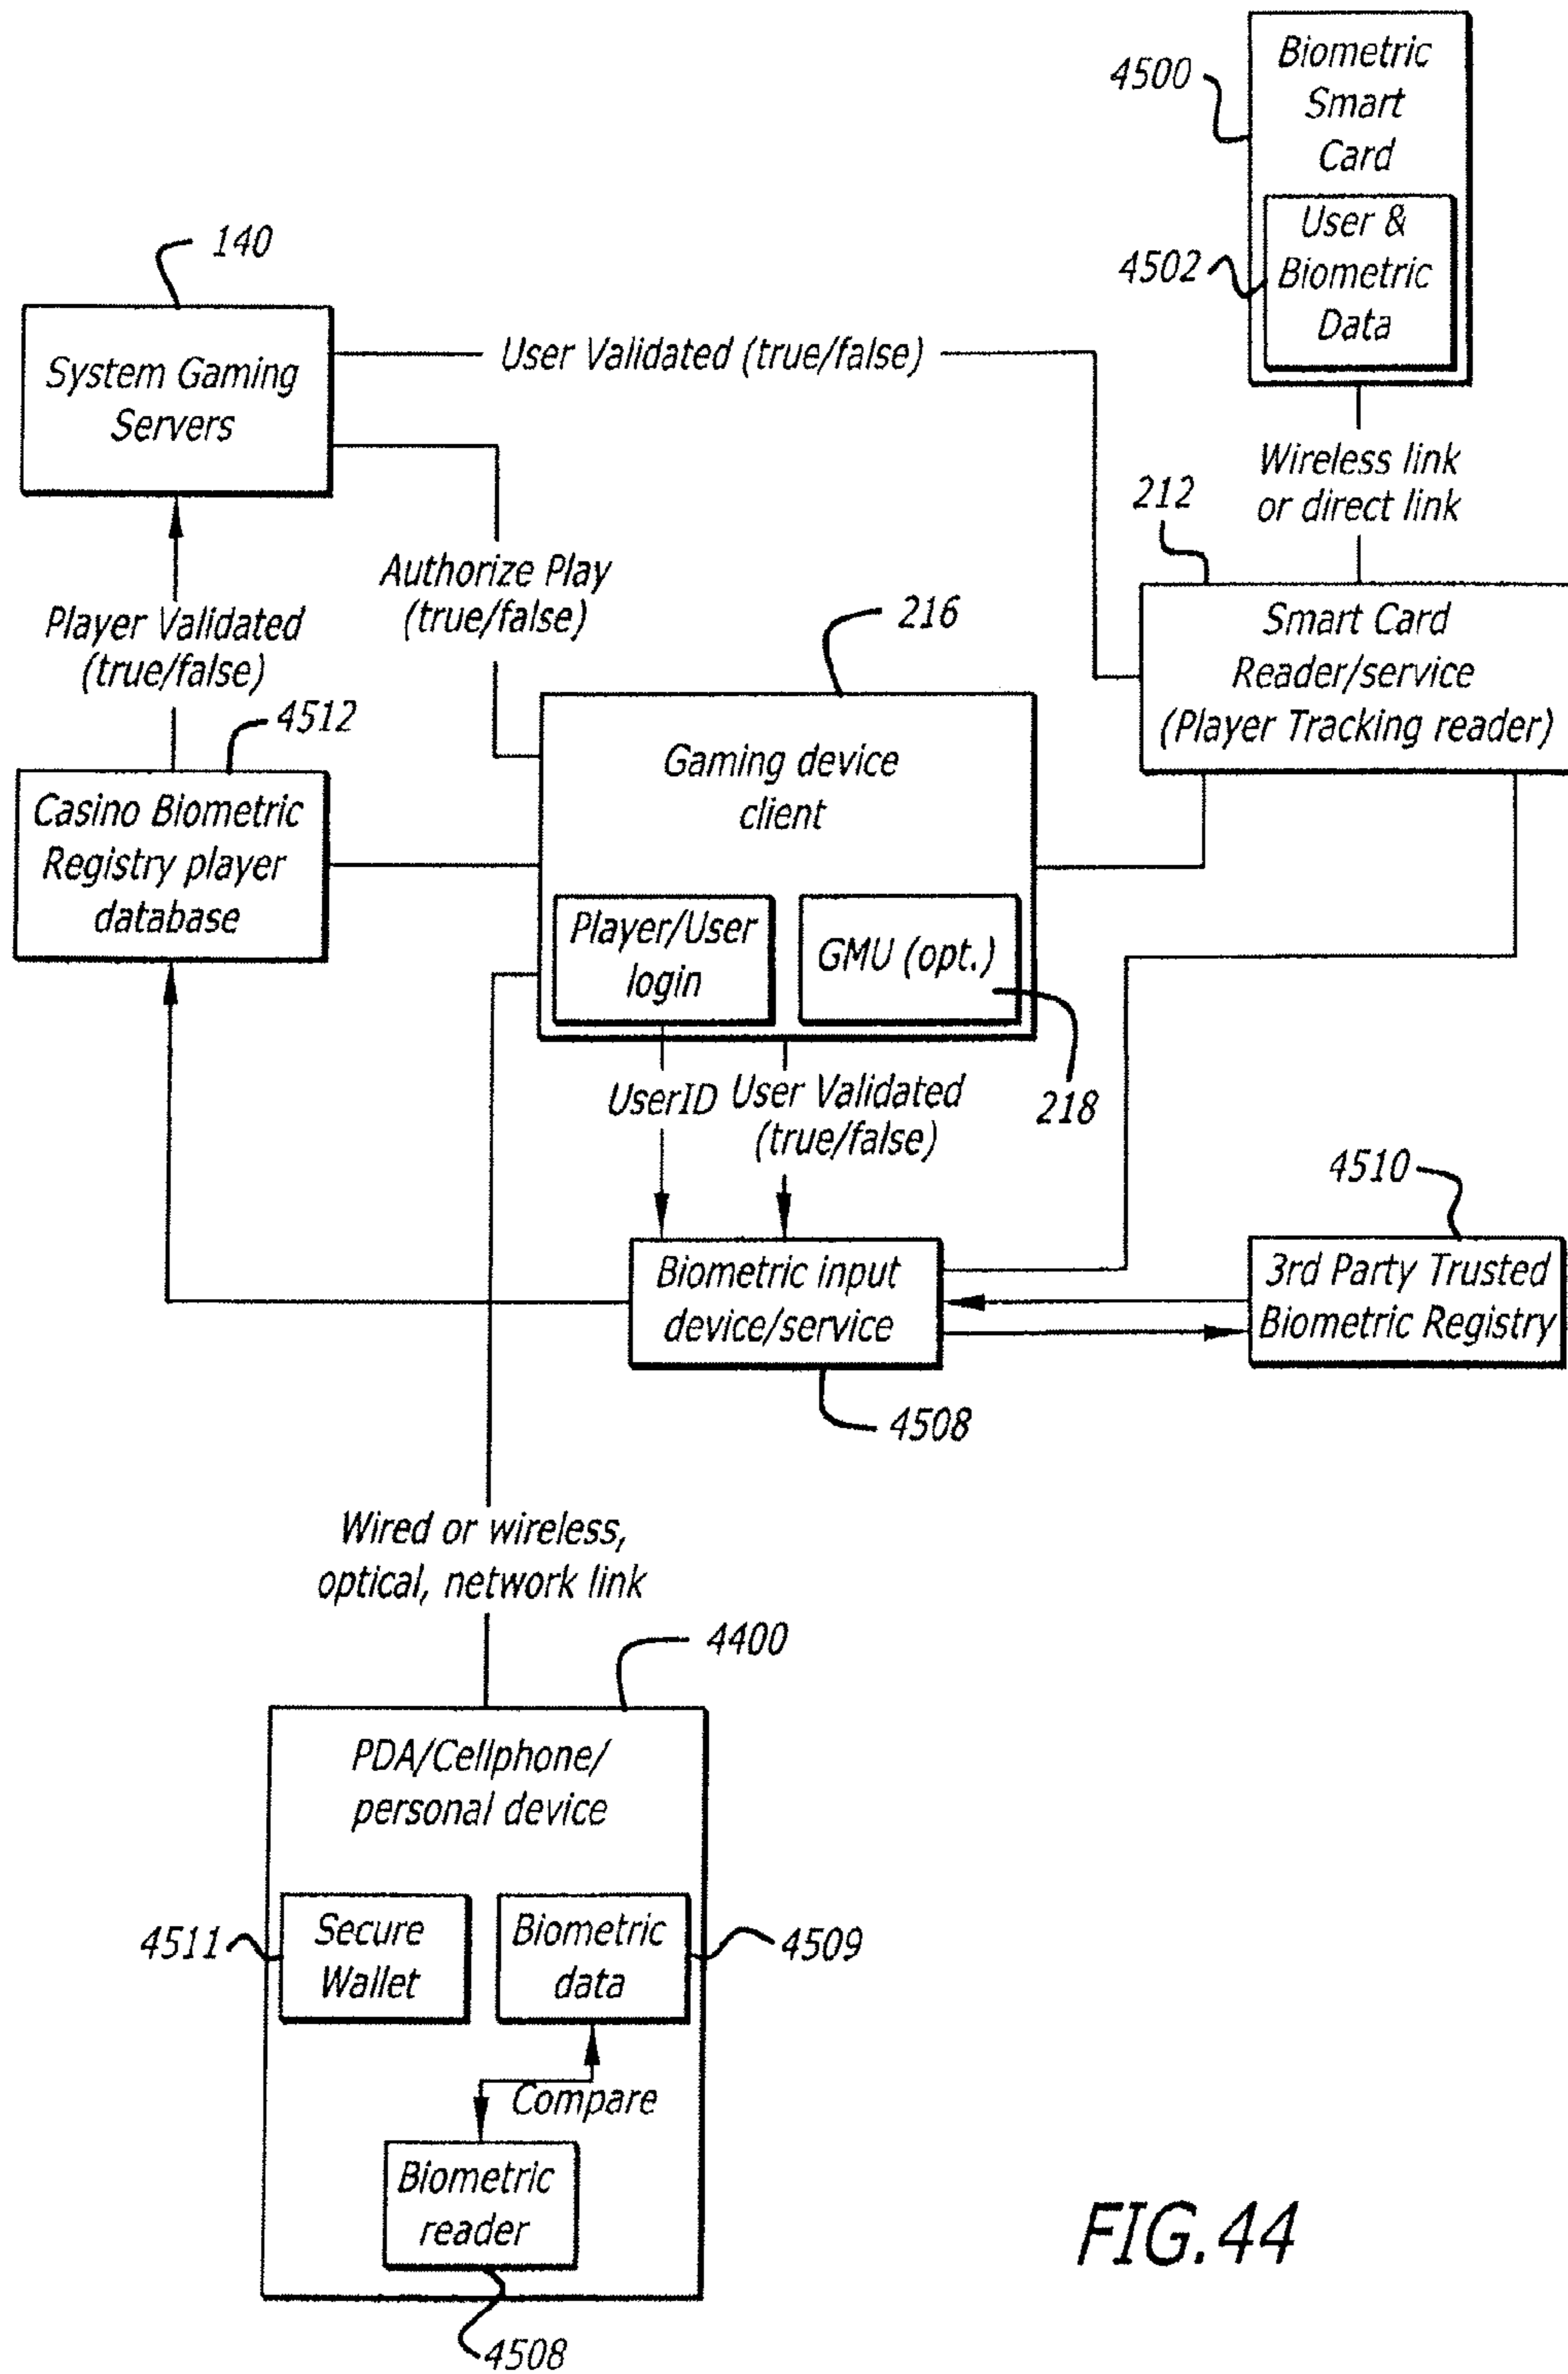 4500
Biometric
Smart
Card
4502
User &
Biometric
Data
140
System Gaming
Servers
User Validated (true/false)
Wireless link
or direct link
212
Authorize Play
(true/false)
Player Validated
(true/false)
216
Smart Card
Reader/service
(Player Tracking reader)
4512
Casino Biometric
Registry player
database
Gaming device
client
Player/User
login
GMU (opt.)
218
UserID
User Validated
(true/false)
4510
Biometric input
device/service
3rd Party Trusted
Biometric Registry
4508
Wired or wireless,
optical, network link
4400
PDA/Cellphone/
personal device
4511
Secure
Wallet
Biometric
data
4509
Compare
Biometric
reader
4508
FIG.44